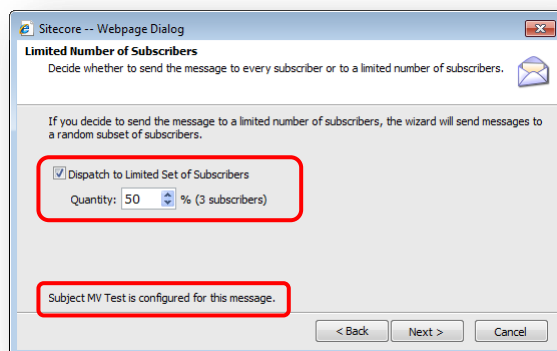 Sitecore -- Webpage Dialog
Limited Number of Subscribers
Decide whether to send the message to every subscriber or to a limited number of subscribers.
If you decide to send the message to a limited number of subscribers, the wizard will send messages to
a random subset of subscribers.
Dispatch to Limited Set of Subscribers
Quantity: 50 % (3 subscribers)
Subject MV Test is configured for this message.
< Back Next > Cancel